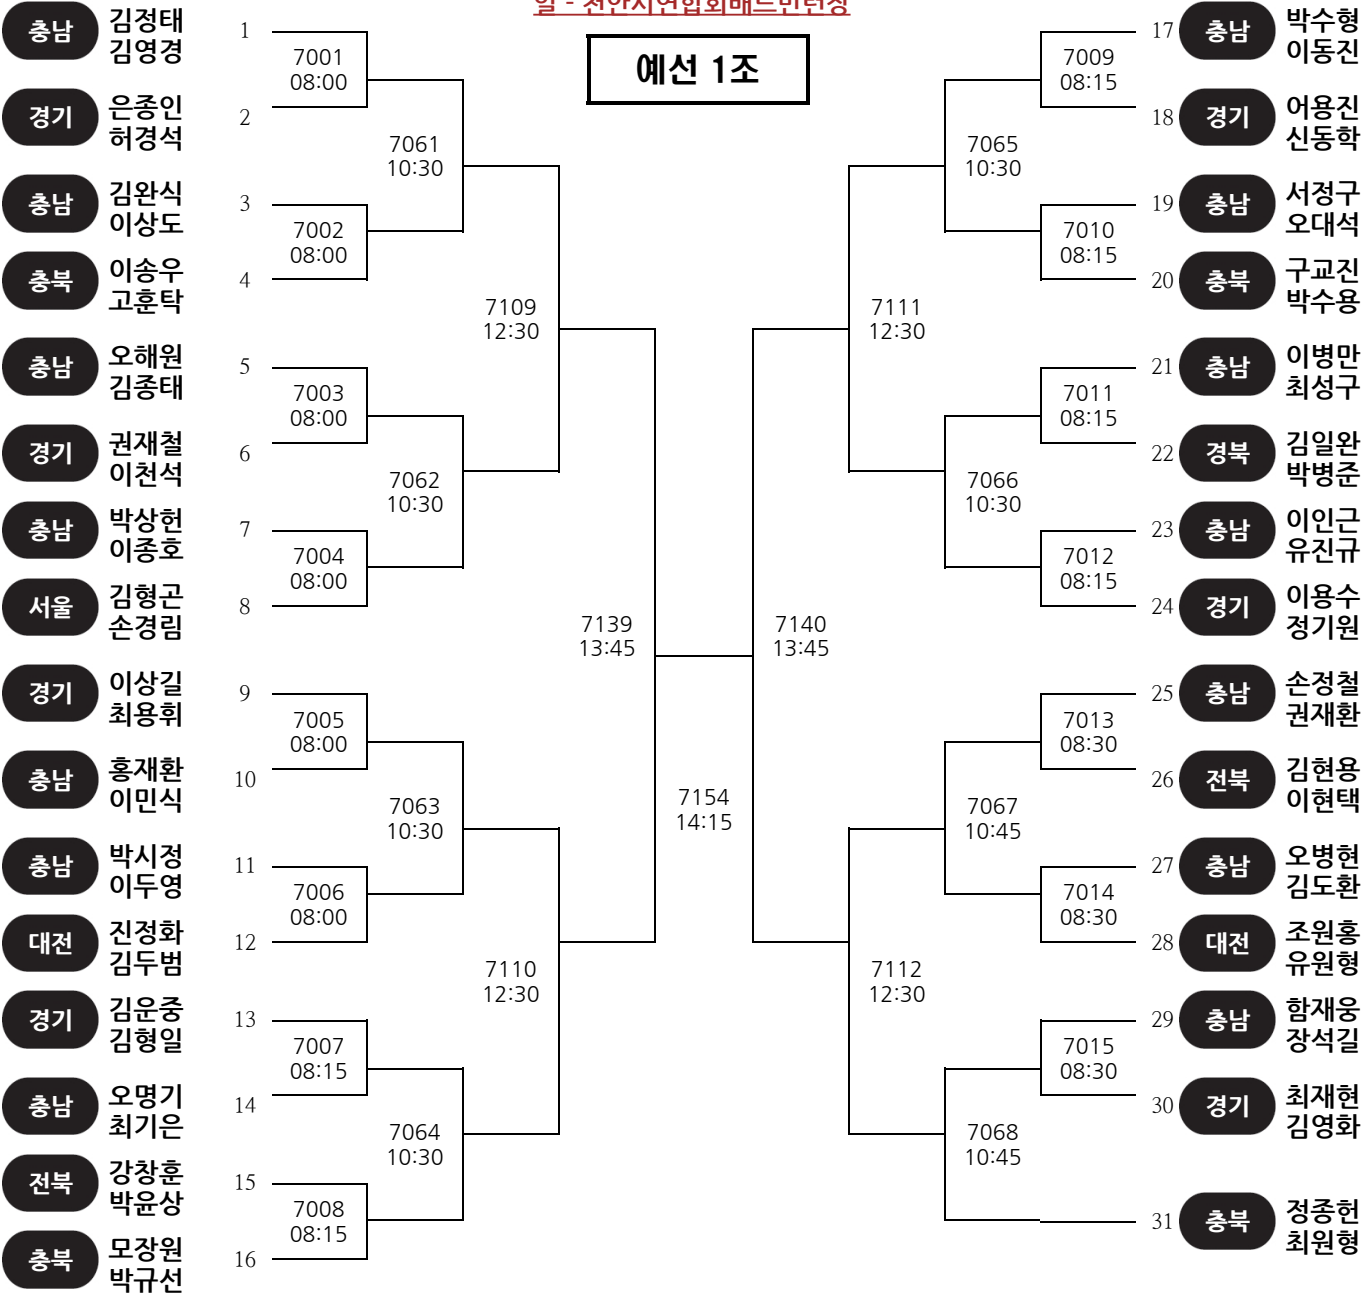 일 - 천안시연합회배드민턴장
예선 1조
충남 김정태 김영경 1
경기 은종인 허경석 2
충남 김완식 이상도 3
충북 이송우 고훈탁 4
충남 오해원 김종태 5
경기 권재철 이천석 6
충남 박상헌 이종호 7
서울 김형곤 손경림 8
경기 이상길 최용휘 9
충남 홍재환 이민식 10
충남 박시정 이두영 11
대전 진정화 김두범 12
경기 김운중 김형일 13
충남 오명기 최기은 14
전북 강창훈 박윤상 15
충북 모장원 박규선 16
7001
08:00
7002
08:00
7003
08:00
7004
08:00
7005
08:00
7006
08:00
7007
08:15
7008
08:15
7061
10:30
7062
10:30
7063
10:30
7064
10:30
7109
12:30
7110
12:30
7139
13:45
7154
14:15
7140
13:45
7111
12:30
7112
12:30
7065
10:30
7066
10:30
7067
10:45
7068
10:45
7009
08:15
7010
08:15
7011
08:15
7012
08:15
7013
08:30
7014
08:30
7015
08:30
17 충남 박수형 이동진
18 경기 어용진 신동학
19 충남 서정구 오대석
20 충북 구교진 박수용
21 충남 이병만 최성구
22 경북 김일완 박병준
23 충남 이인근 유진규
24 경기 이용수 정기원
25 충남 손정철 권재환
26 전북 김현용 이현택
27 충남 오병현 김도환
28 대전 조원홍 유원형
29 충남 함재웅 장석길
30 경기 최재현 김영화
31 충북 정종헌 최원형